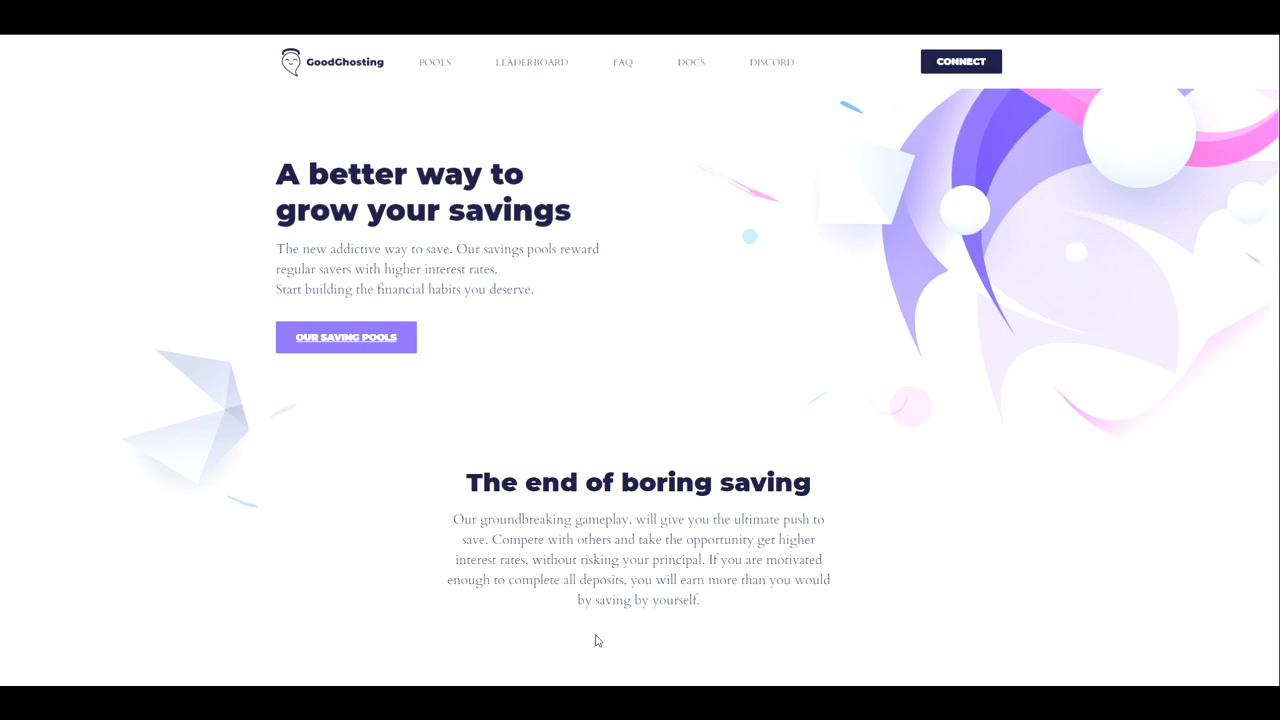 GoodGhosting
POOLS
LEADERBOARD
FAQ
DOCS
DISCORD
CONNECT
A better way to
grow your savings
The new addictive way to save. Our savings pools reward
regular savers with higher interest rates.
Start building the financial habits you deserve.
OUR SAVING POOLS
The end of boring saving
Our groundbreaking gameplay, will give you the ultimate push to
save. Compete with others and take the opportunity get higher
interest rates, without risking your principal. If you are motivated
enough to complete all deposits, you will earn more than you would
by saving by yourself.